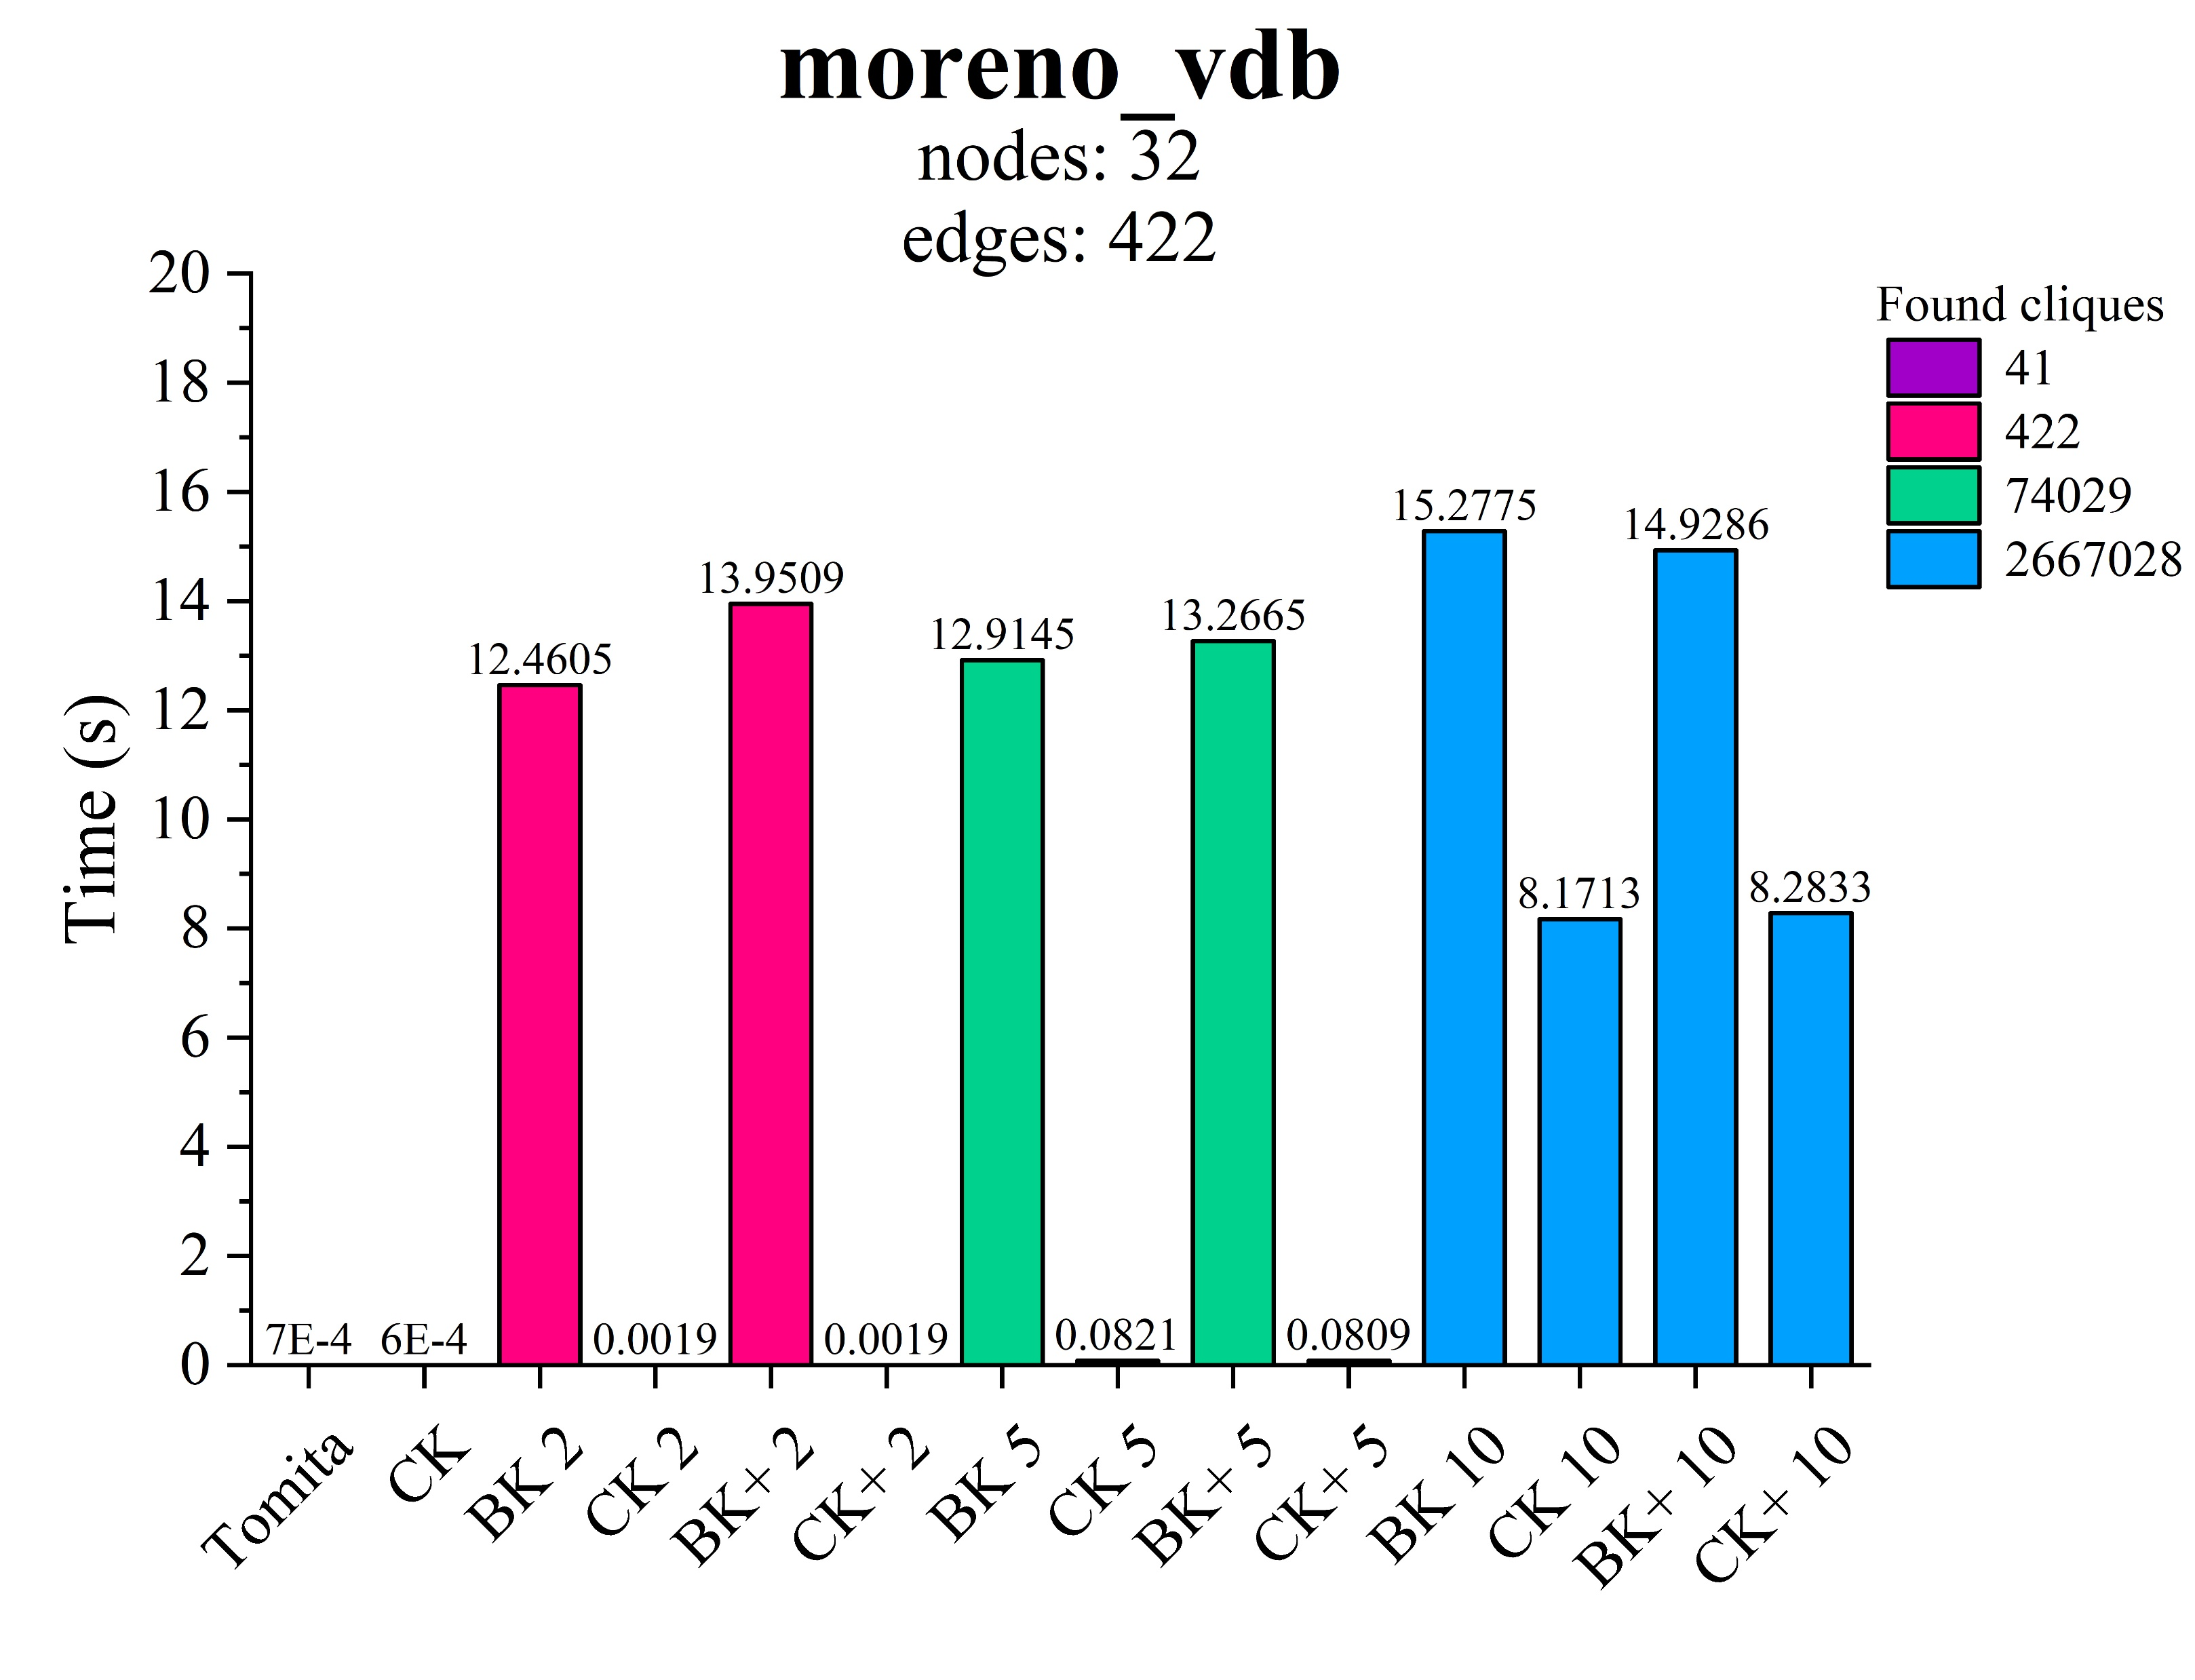 moreno_vdb
nodes: 32
edges: 422
Found cliques
41
422
74029
2667028
Time (s)
20
18
16
14
12
10
8
6
4
2
0
7E-4
6E-4
12.4605
0.0019
13.9509
0.0019
12.9145
0.0821
13.2665
0.0809
15.2775
8.1713
14.9286
8.2833
Tomita
CK
BK 2
CK 2
BK+ 2
CK+ 2
BK 5
CK 5
BK+ 5
CK+ 5
BK 10
CK 10
BK+ 10
CK+ 10